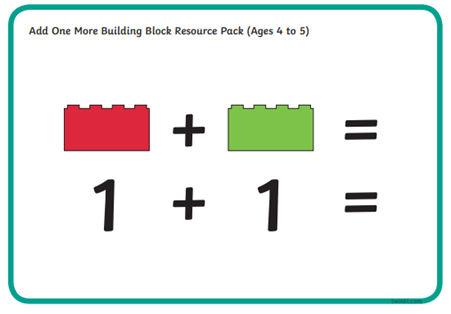 Add One More Building Block Resource Pack (Ages 4 to 5)
+ =
1 + 1 =